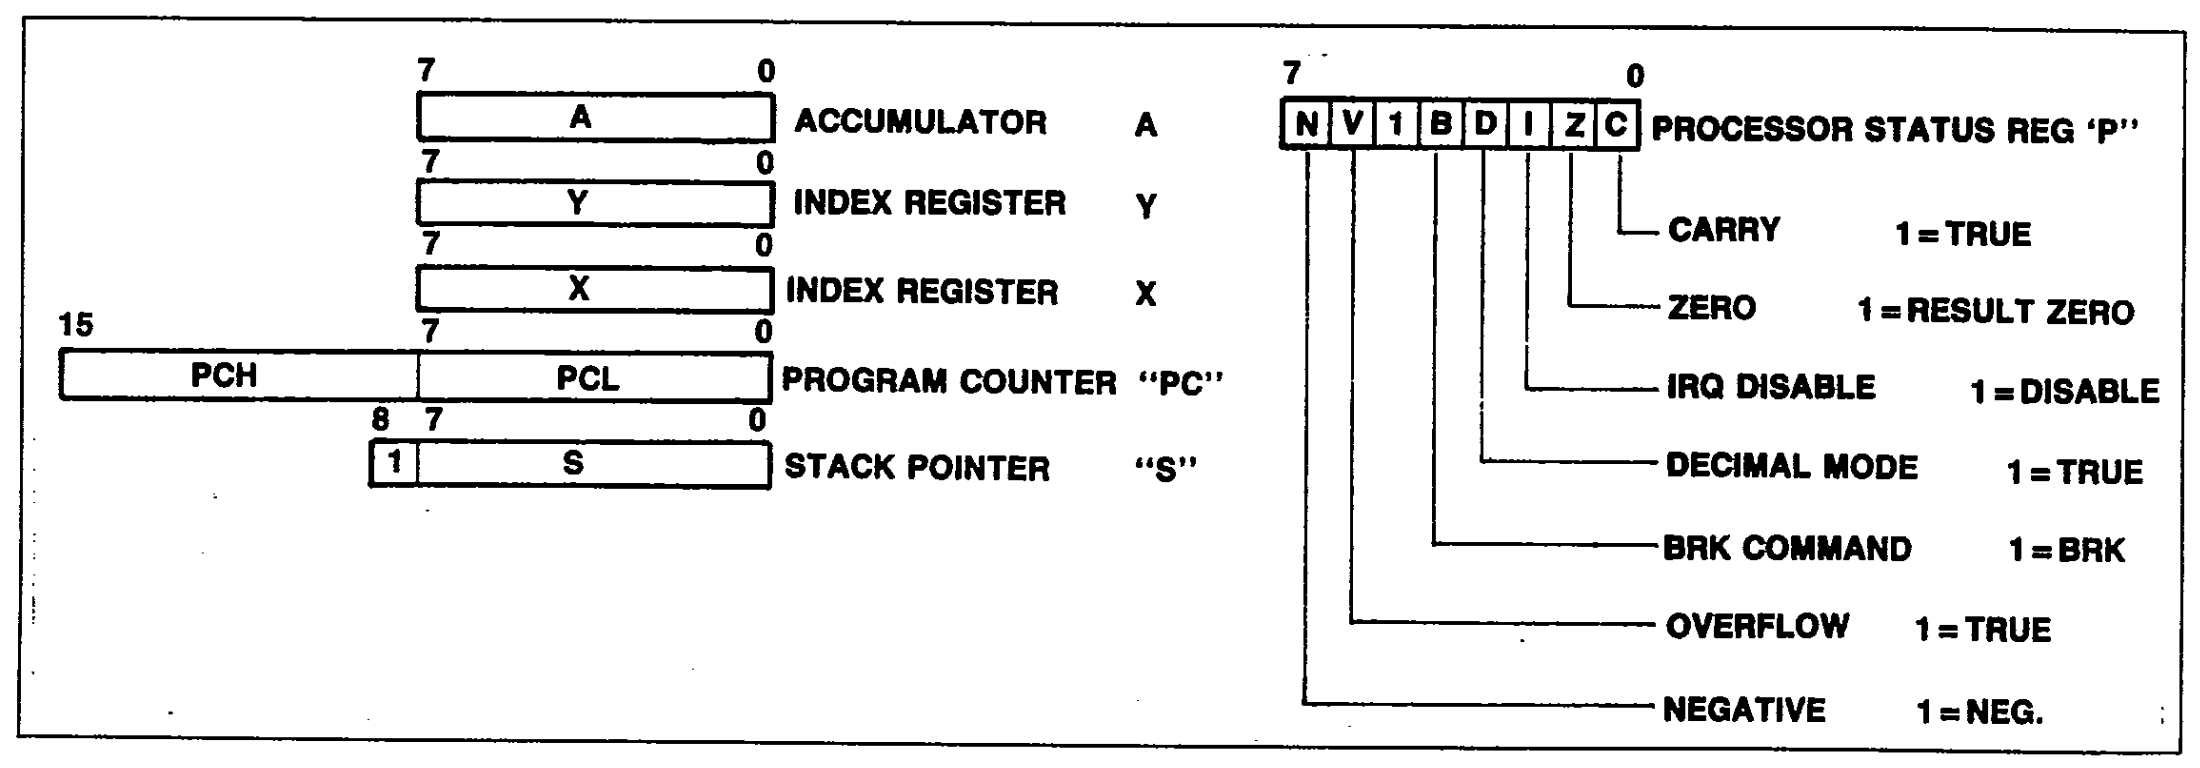 7 0
A ACCUMULATOR A
7 0
Y INDEX REGISTER Y
7 0
X INDEX REGISTER X
15 7 0
PCH PCL PROGRAM COUNTER “PC”
8 7 0
1 S STACK POINTER “S”
7 0
N V 1 B D I Z C PROCESSOR STATUS REG ‘P”
CARRY 1=TRUE
ZERO 1=RESULT ZERO
IRQ DISABLE 1=DISABLE
DECIMAL MODE 1=TRUE
BRK COMMAND 1=BRK
OVERFLOW 1=TRUE
NEGATIVE 1=NEG.